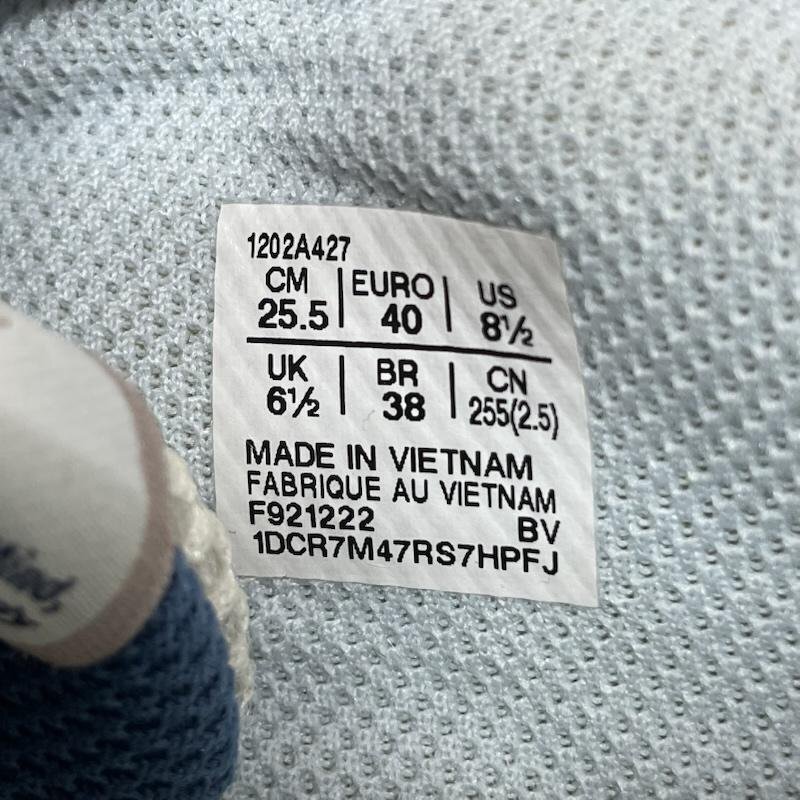 1202A427
CM | EURO | US
25.5 | 40 | 8½
UK | BR | CN
6½ | 38 | 255(2.5)
MADE IN VIETNAM
FABRIQUE AU VIETNAM
F921222 BV
1DCR7M47RS7HPFJ